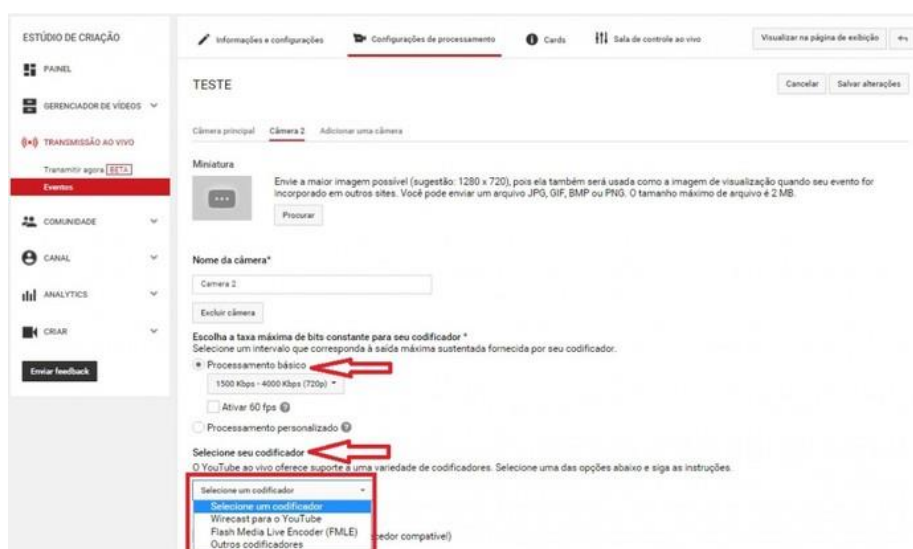 ESTÚDIO DE CRIAÇÃO
PAINEL
GERENCIADOR DE VÍDEOS
TRANSMISSÃO AO VIVO
Transmitir agora BETA
Eventos
COMUNIDADE
CANAL
ANALYTICS
CRIAR
Enviar feedback
Informações e configurações
Configurações de processamento
Cards
Sala de controle ao vivo
Visualizar na página de exibição
TESTE
Cancelar
Salvar alterações
Câmera principal
Câmera 2
Adicionar uma câmera
Miniatura
Envie a maior imagem possível (sugestão: 1280 x 720), pois ela também será usada como a imagem de visualização quando seu evento for
incorporado em outros sites. Você pode enviar um arquivo JPG, GIF, BMP ou PNG. O tamanho máximo de arquivo é 2 MB.
Procurar
Nome da câmera*
Camera 2
Excluir câmera
Escolha a taxa máxima de bits constante para seu codificador *
Selecione um intervalo que corresponda à saída máxima sustentada fornecida por seu codificador.
Processamento básico
1500 Kbps - 4000 Kbps (720p)
Ativar 60 fps ?
Processamento personalizado ?
Selecione seu codificador
O YouTube ao vivo oferece suporte a uma variedade de codificadores. Selecione uma das opções abaixo e siga as instruções.
Selecione um codificador
Selecione um codificador
Wirecast para o YouTube
Flash Media Live Encoder (FMLE)
Outros codificadores
compatível)